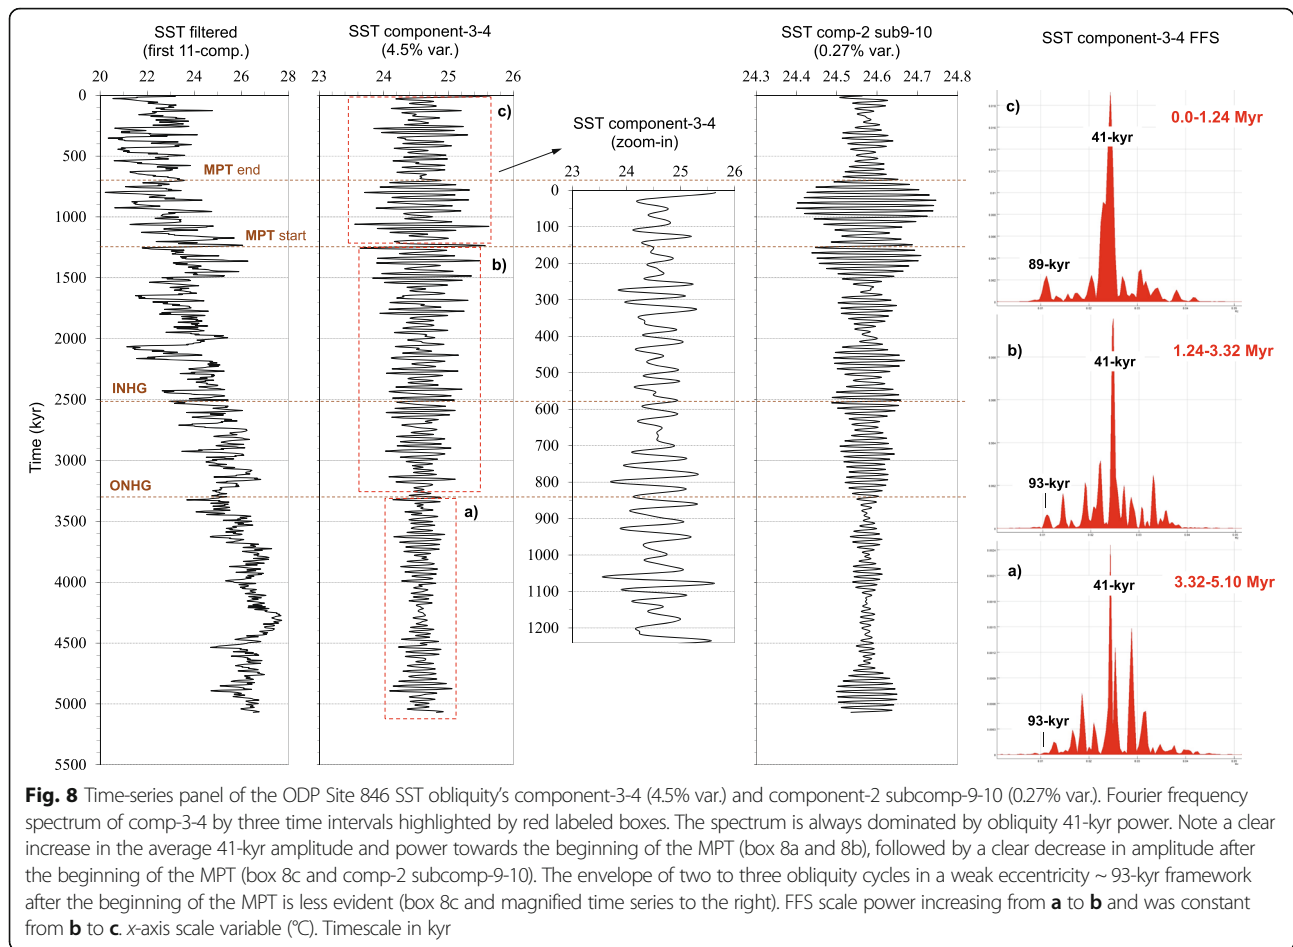 SST filtered
(first 11-comp.)
20 22 24 26 28
SST component-3-4
(4.5% var.)
23 24 25 26
SST component-3-4
(zoom-in)
23 24 25 26
SST comp-2 sub9-10
(0.27% var.)
24.3 24.4 24.5 24.6 24.7 24.8
SST component-3-4 FFS
Time (kyr)
0
500
1000
1500
2000
2500
3000
3500
4000
4500
5000
5500
MPT end
MPT start
INHG
ONHG
c)
b)
a)
0
100
200
300
400
500
600
700
800
900
1000
1100
1200
c)
0.0-1.24 Myr
41-kyr
89-kyr
b)
1.24-3.32 Myr
41-kyr
93-kyr
a)
3.32-5.10 Myr
41-kyr
93-kyr
Fig. 8 Time-series panel of the ODP Site 846 SST obliquity's component-3-4 (4.5% var.) and component-2 subcomp-9-10 (0.27% var.). Fourier frequency
spectrum of comp-3-4 by three time intervals highlighted by red labeled boxes. The spectrum is always dominated by obliquity 41-kyr power. Note a clear
increase in the average 41-kyr amplitude and power towards the beginning of the MPT (box 8a and 8b), followed by a clear decrease in amplitude after
the beginning of the MPT (box 8c and comp-2 subcomp-9-10). The envelope of two to three obliquity cycles in a weak eccentricity ~ 93-kyr framework
after the beginning of the MPT is less evident (box 8c and magnified time series to the right). FFS scale power increasing from a to b and was constant
from b to c. x-axis scale variable (°C). Timescale in kyr